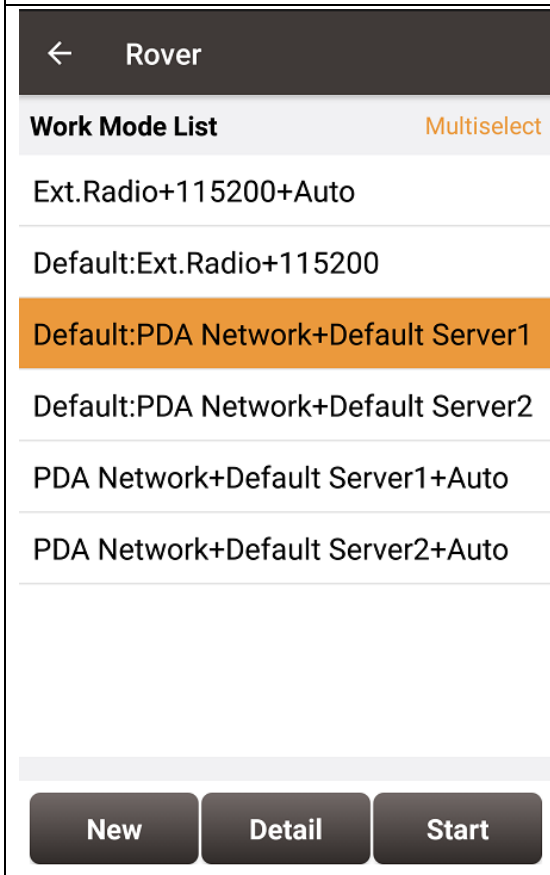 Rover
Work Mode List Multiselect
Ext.Radio+115200+Auto
Default:Ext.Radio+115200
Default:PDA Network+Default Server1
Default:PDA Network+Default Server2
PDA Network+Default Server1+Auto
PDA Network+Default Server2+Auto
New Detail Start